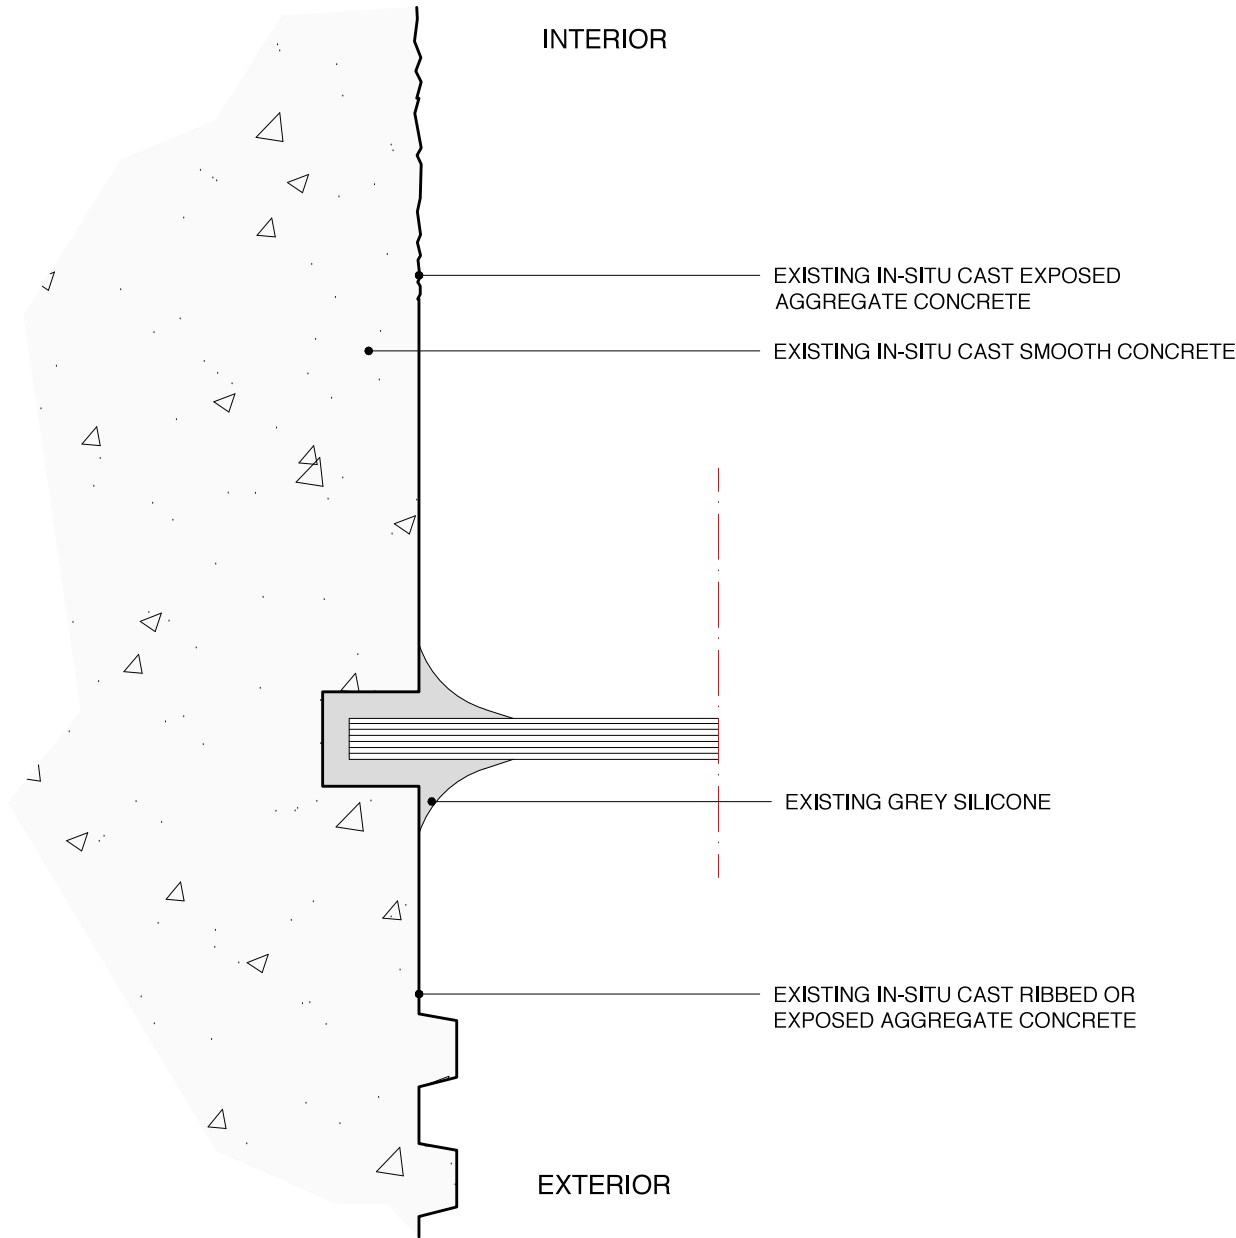 INTERIOR
EXISTING IN-SITU CAST EXPOSED
AGGREGATE CONCRETE
EXISTING IN-SITU CAST SMOOTH CONCRETE
EXISTING GREY SILICONE
EXISTING IN-SITU CAST RIBBED OR
EXPOSED AGGREGATE CONCRETE
EXTERIOR